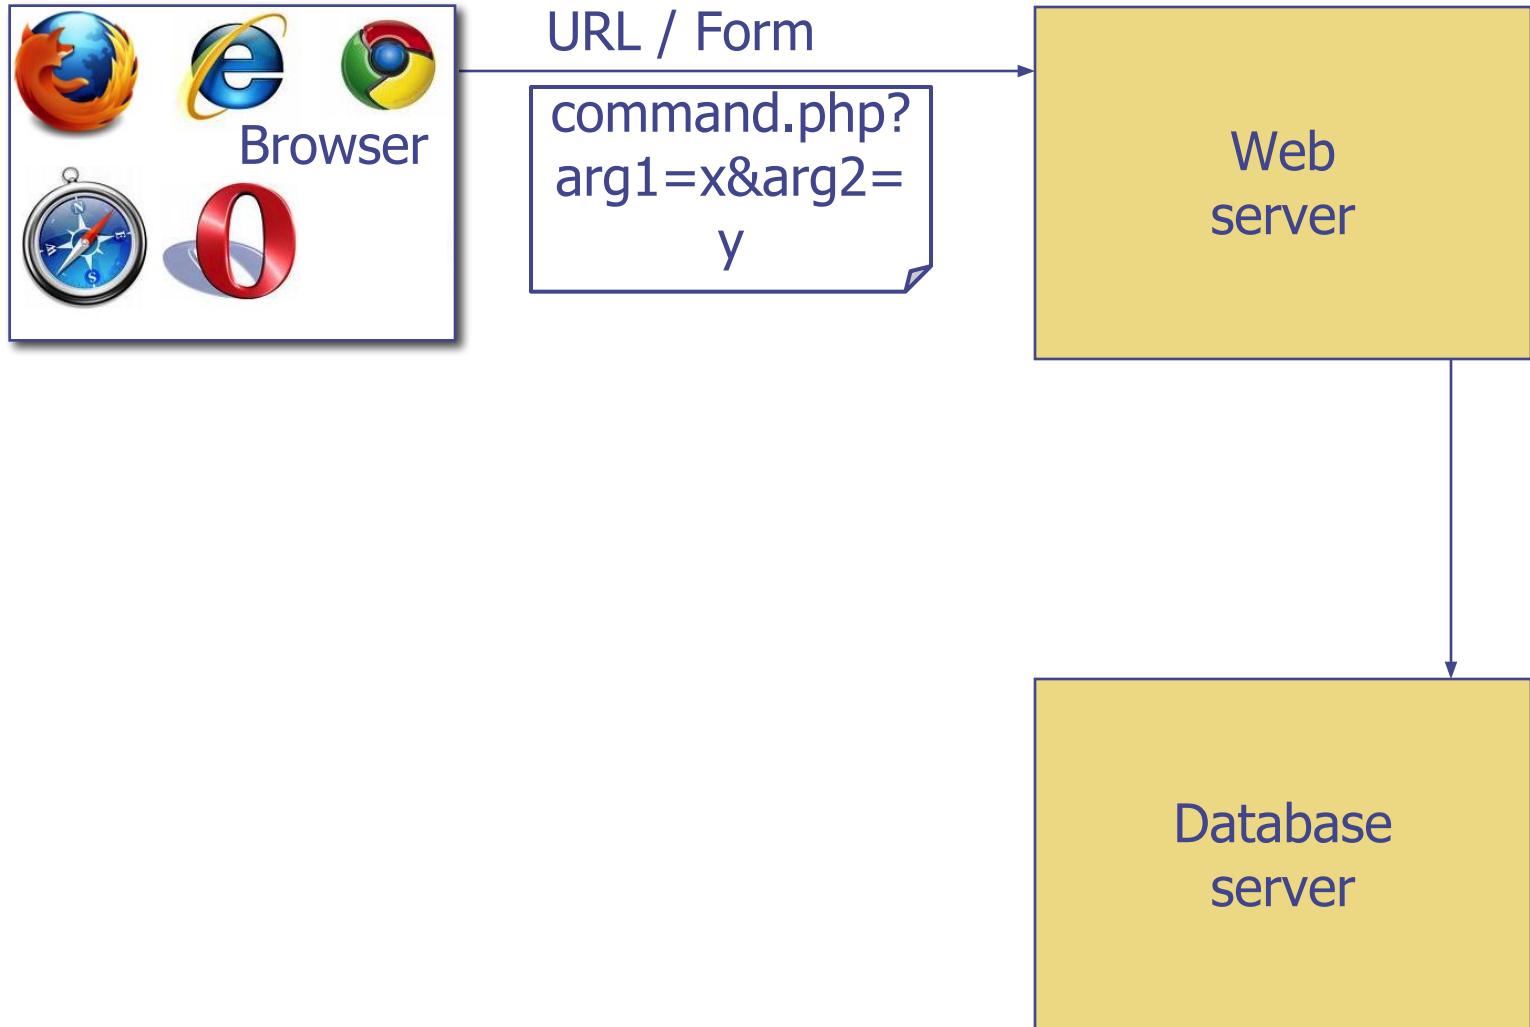 Browser
URL / Form
command.php?
arg1=x&arg2=
y
Web
server
Database
server
N
E
S
W